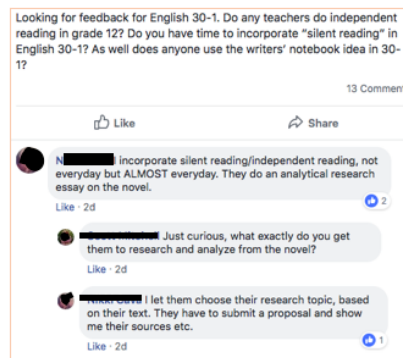 Looking for feedback for English 30-1. Do any teachers do independent
reading in grade 12? Do you have time to incorporate "silent reading" in
English 30-1? As well does anyone use the writers' notebook idea in 30-
1?
13 Comment
Like Share
N I incorporate silent reading/independent reading, not
everyday but ALMOST everyday. They do an analytical research
essay on the novel.
2
Like · 2d
Just curious, what exactly do you get
them to research and analyze from the novel?
Like · 2d
I let them choose their research topic, based
on their text. They have to submit a proposal and show
me their sources etc.
1
Like · 2d